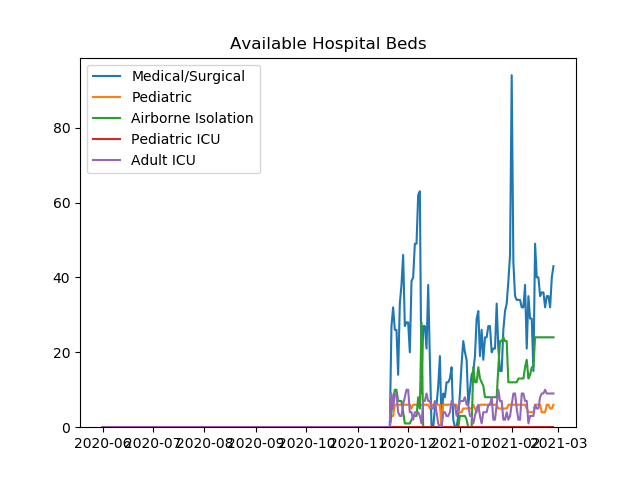 Available Hospital Beds
Medical/Surgical
Pediatric
Airborne Isolation
Pediatric ICU
Adult ICU
80
60
40
20
0
2020-06 2020-07 2020-08 2020-09 2020-10 2020-11 2020-12 2021-01 2021-02 2021-03